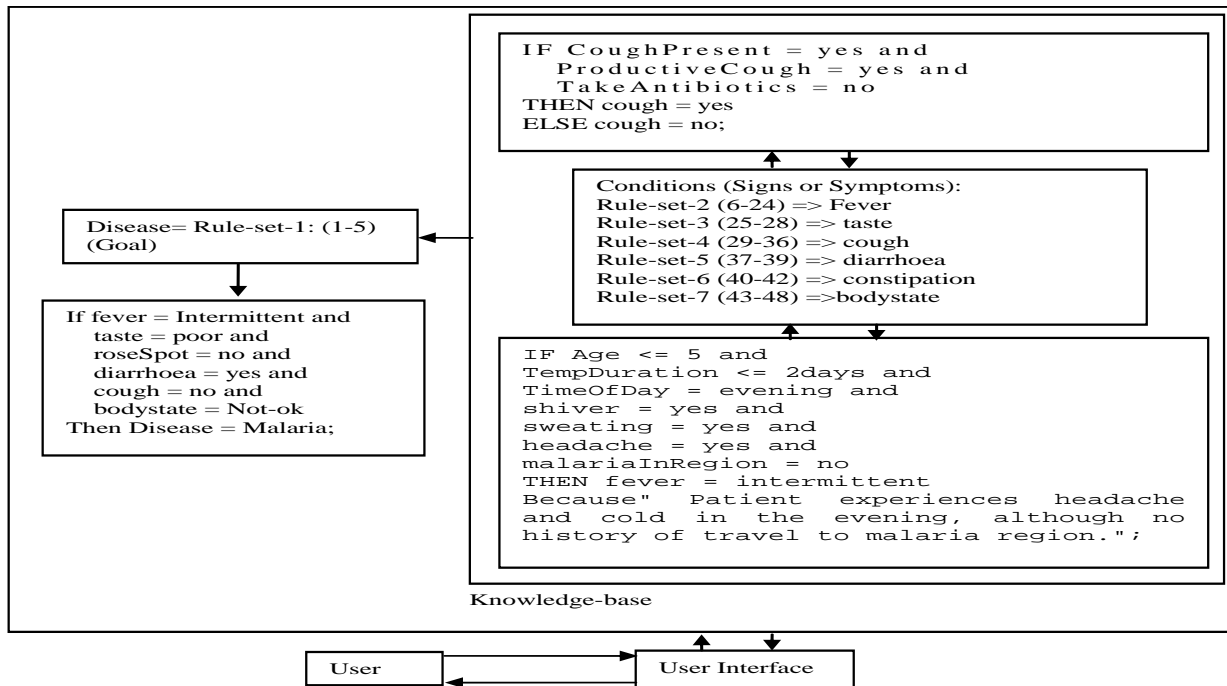 IF CoughPresent = yes and
ProductiveCough = yes and
TakeAntibiotics = no
THEN cough = yes
ELSE cough = no;
Conditions (Signs or Symptoms):
Rule-set-2 (6-24) => Fever
Rule-set-3 (25-28) => taste
Rule-set-4 (29-36) => cough
Rule-set-5 (37-39) => diarrhoea
Rule-set-6 (40-42) => constipation
Rule-set-7 (43-48) =>bodystate
Disease= Rule-set-1: (1-5)
(Goal)
If fever = Intermittent and
taste = poor and
roseSpot = no and
diarrhoea = yes and
cough = no and
bodystate = Not-ok
Then Disease = Malaria;
IF Age <= 5 and
TempDuration <= 2days and
TimeOfDay = evening and
shiver = yes and
sweating = yes and
headache = yes and
malariaInRegion = no
THEN fever = intermittent
Because" Patient experiences headache
and cold in the evening, although no
history of travel to malaria region.";
Knowledge-base
User
User Interface